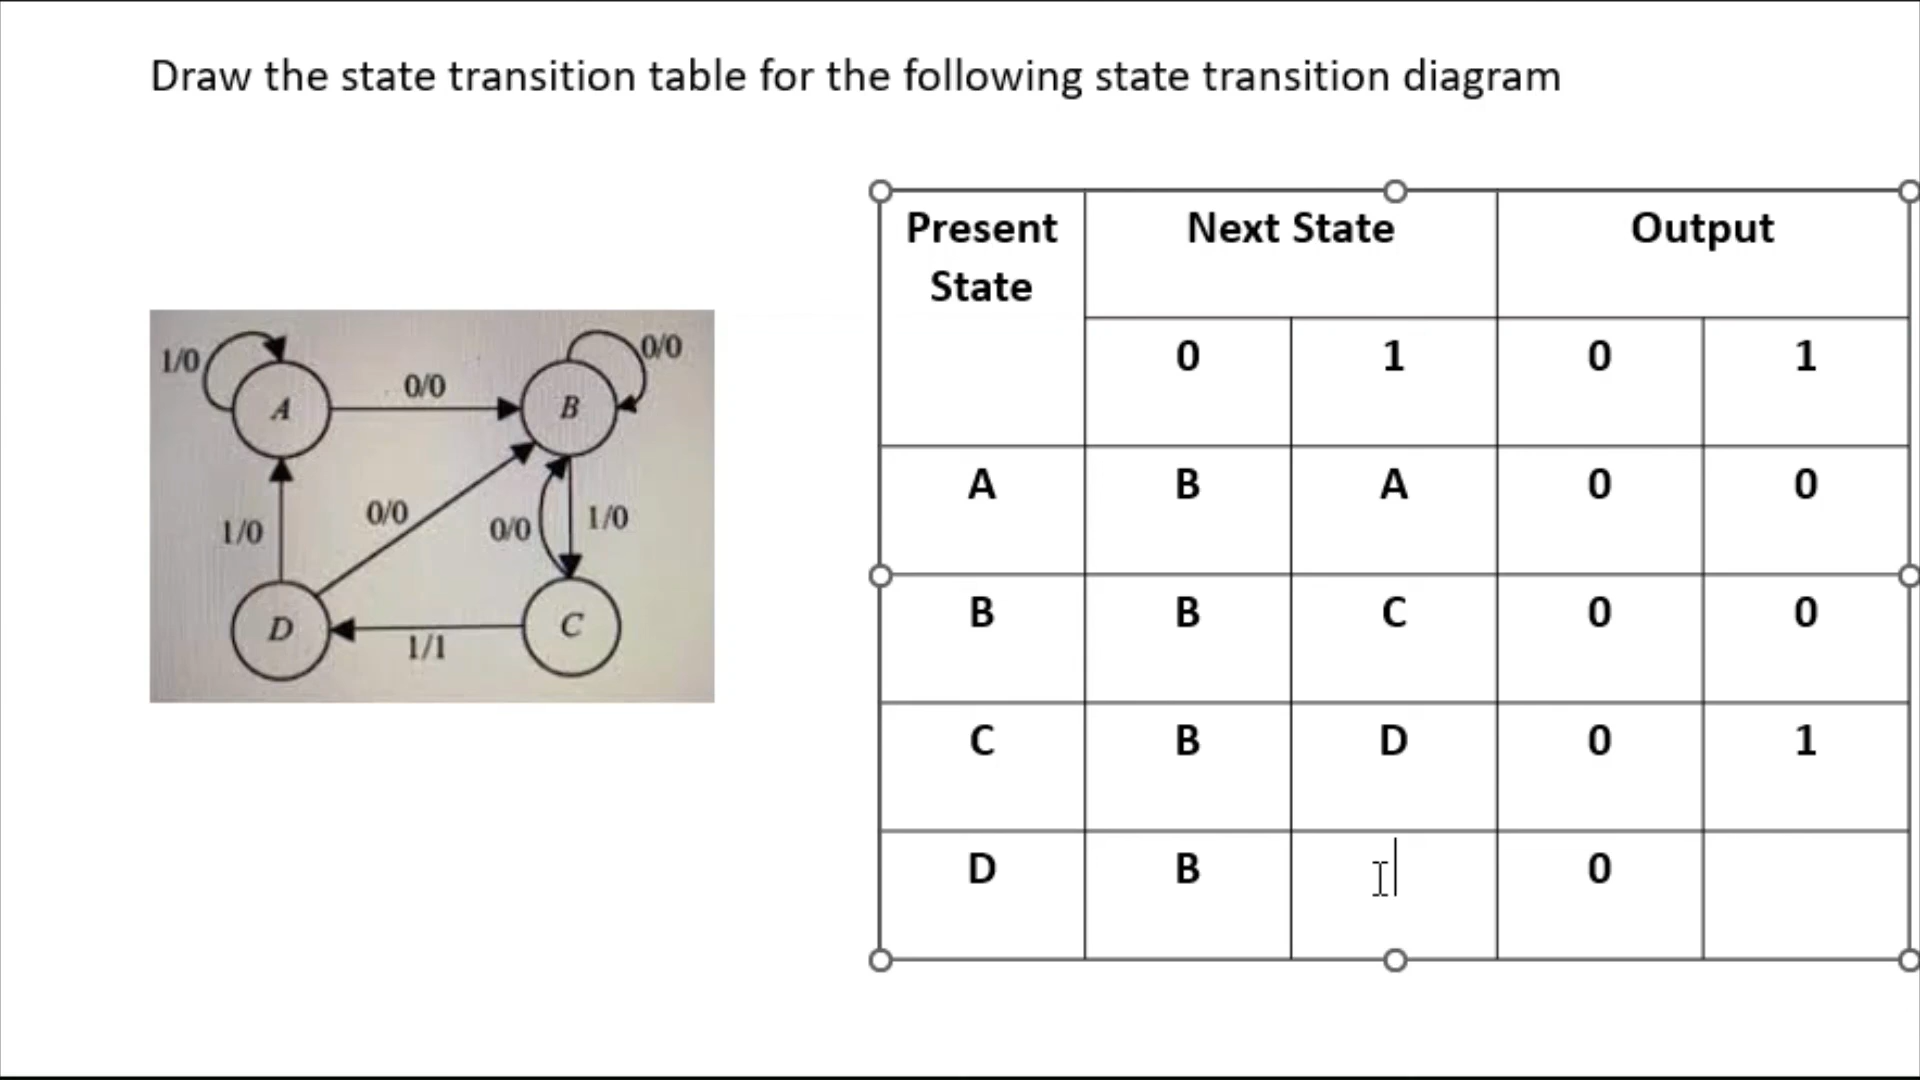 Draw the state transition table for the following state transition diagram
1/0
0/0
A
0/0
B
1/0
0/0
0/0
1/0
D
1/1
C
Present State Next State Output
0 1 0 1
A B A 0 0
B B C 0 0
C B D 0 1
D B 0